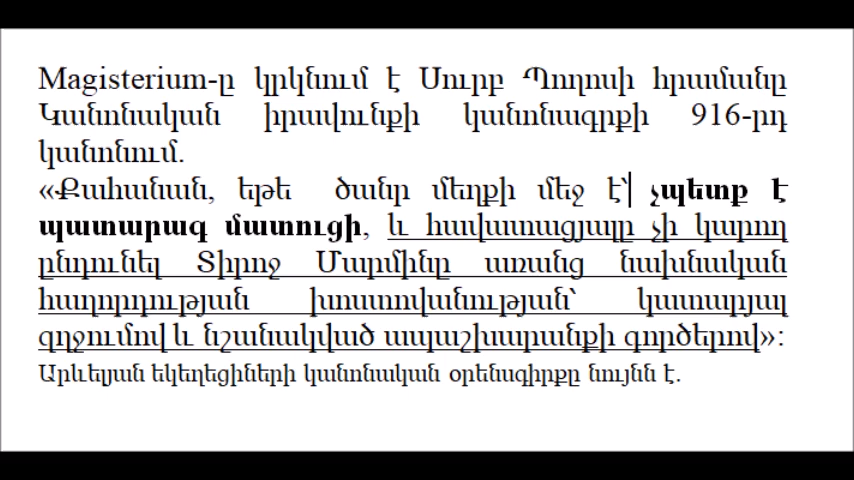 Magisterium-ը կրկնում է Սուրբ Պողոսի հրամանը
Կանոնական իրավունքի կանոնագրքի 916-րդ
կանոնում.
«Քահանան, եթե ծանր մեղքի մեջ է՝ չպետք է
պատարագ մատուցի, և հավատացյալը չի կարող
ընդունել Տիրոջ Մարմինը առանց նախնական
հաղորդության խոստովանության՝ կատարյալ
զղջումով և նշանակված ապաշխարանքի գործերով»:
Արևելյան եկեղեցիների կանոնական օրենսգիրքը նույնն է.